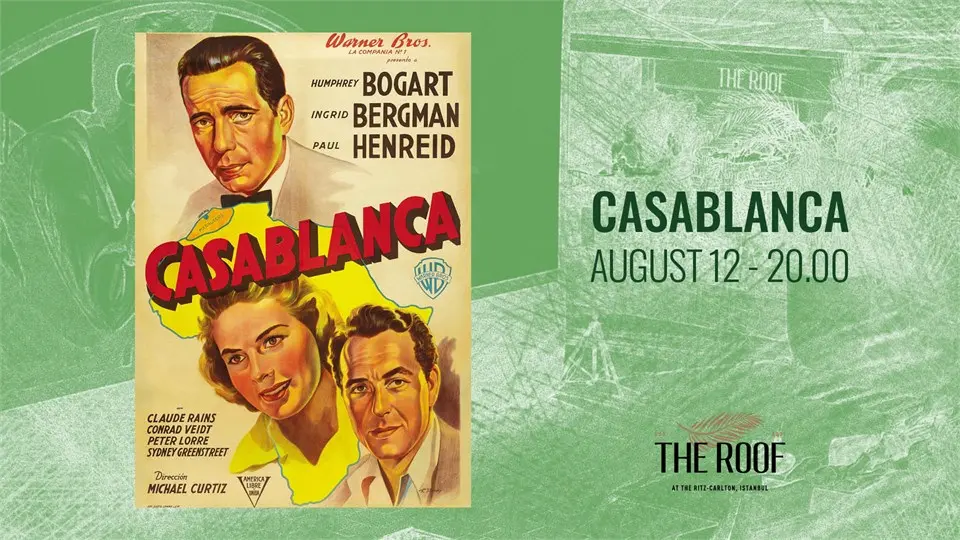 Warner Bros.
LA COMPAÑIA Nº1
presenta a
HUMPHREY BOGART
INGRID BERGMAN
PAUL HENREID
CASABLANCA
WB
CLAUDE RAINS
CONRAD VEIDT
PETER LORRE
SYDNEY GREENSTREET
Dirección
MICHAEL CURTIZ
AMERICA
LIBRE
UNIDA
THE ROOF
CASABLANCA
AUGUST 12 - 20.00
THE ROOF
AT THE RITZ-CARLTON, ISTANBUL